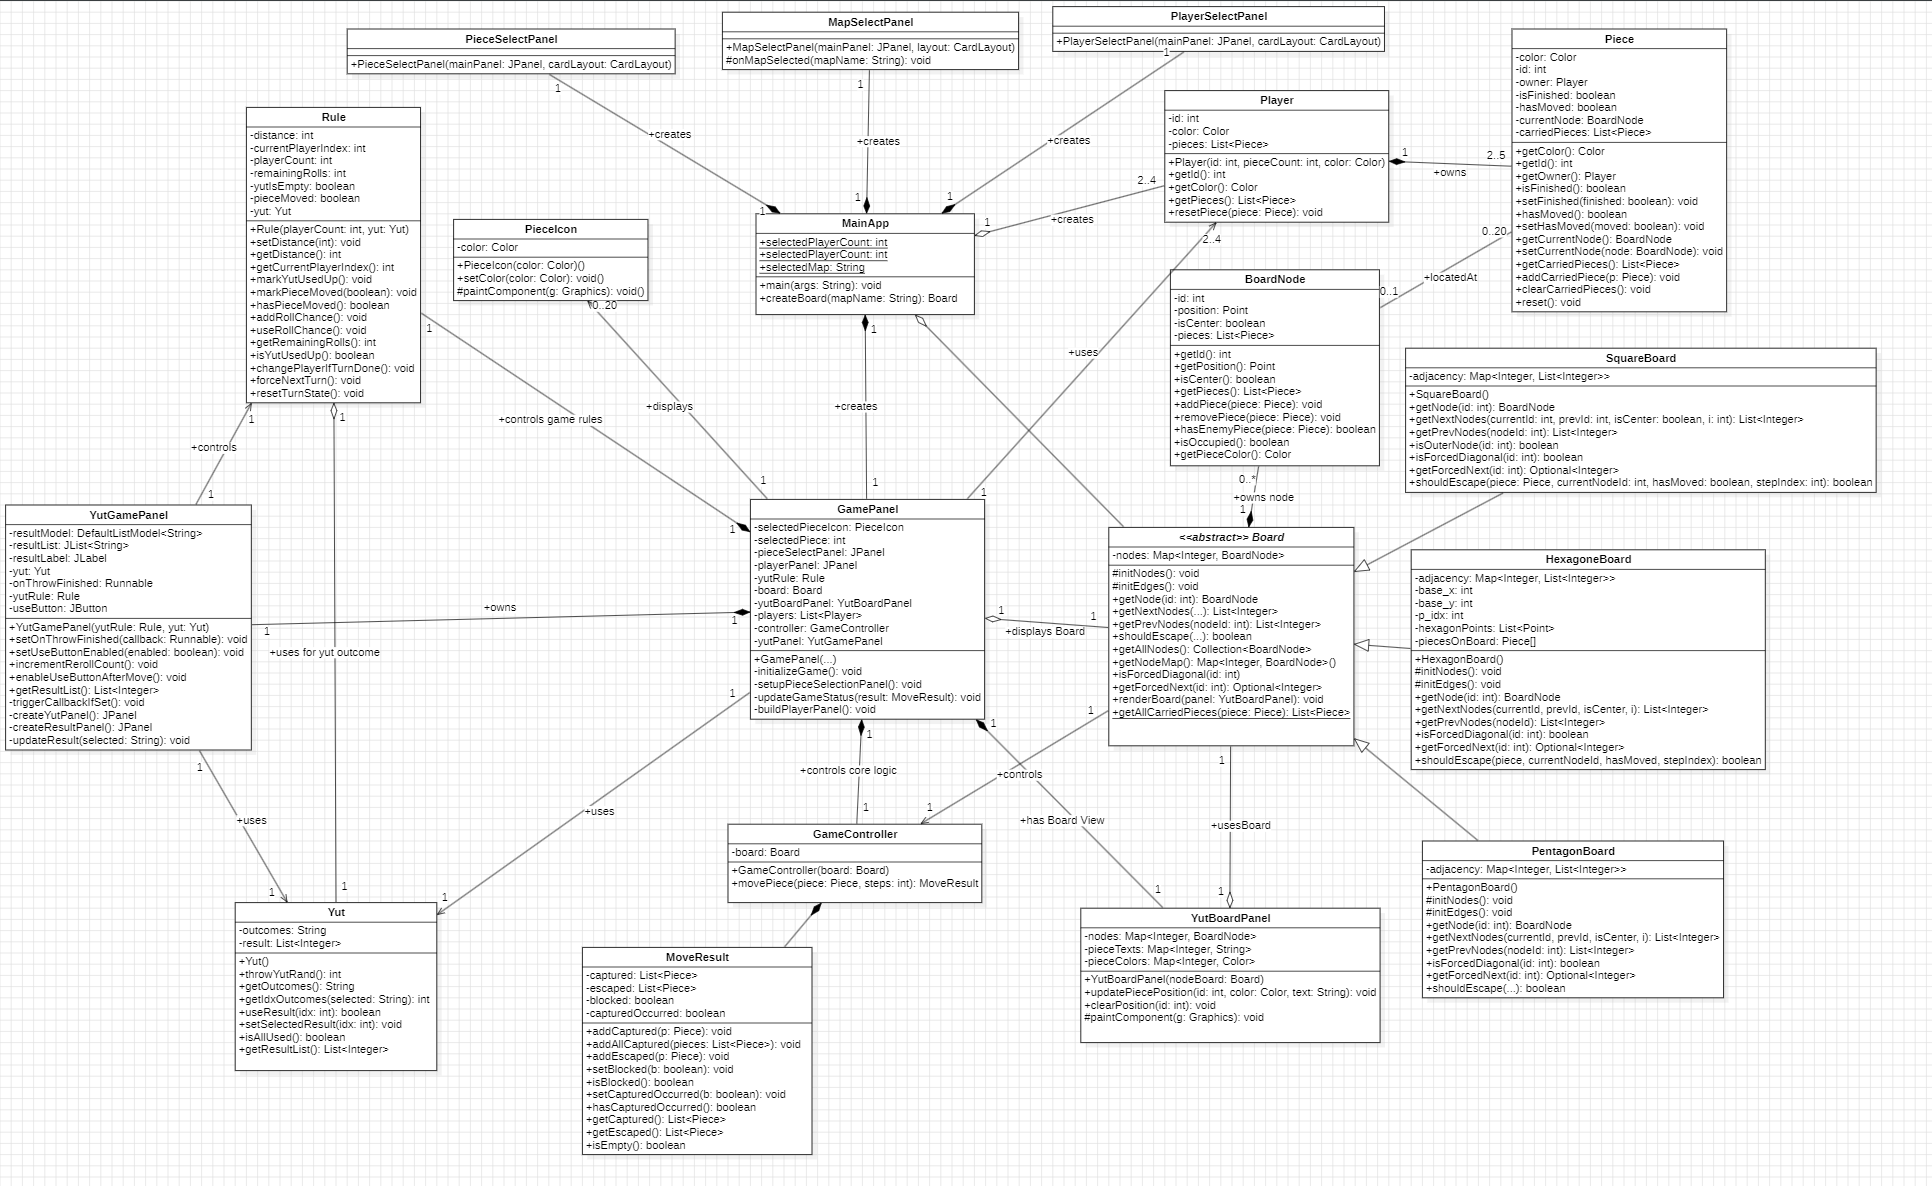 PieceSelectPanel
+PieceSelectPanel(mainPanel: JPanel, cardLayout: CardLayout)
MapSelectPanel
+MapSelectPanel(mainPanel: JPanel, layout: CardLayout)
#onMapSelected(mapName: String): void
PlayerSelectPanel
+PlayerSelectPanel(mainPanel: JPanel, cardLayout: CardLayout)
Piece
-color: Color
-id: int
-owner: Player
-isFinished: boolean
-hasMoved: boolean
-currentNode: BoardNode
-carriedPieces: List<Piece>
+getColor(): Color
+getId(): int
+getOwner(): Player
+isFinished(): boolean
+setFinished(finished: boolean): void
+hasMoved(): boolean
+setHasMoved(moved: boolean): void
+getCurrentNode(): BoardNode
+setCurrentNode(node: BoardNode): void
+getCarriedPieces(): List<Piece>
+addCarriedPiece(p: Piece): void
+clearCarriedPieces(): void
+reset(): void
1
1
1
+creates
+creates
+creates
1
1
1
Player
-id: int
-color: Color
-pieces: List<Piece>
+Player(id: int, pieceCount: int, color: Color)
+getId(): int
+getColor(): Color
+getPieces(): List<Piece>
+resetPiece(piece: Piece): void
1
2..5
+owns
2..4
1
+creates
2..4
0..20
0..1
+locatedAt
Rule
-distance: int
-currentPlayerIndex: int
-playerCount: int
-remainingRolls: int
-yutIsEmpty: boolean
-pieceMoved: boolean
-yut: Yut
+Rule(playerCount: int, yut: Yut)
+setDistance(int): void
+getDistance(): int
+getCurrentPlayerIndex(): int
+markYutUsedUp(): void
+markPieceMoved(boolean): void
+hasPieceMoved(): boolean
+addRollChance(): void
+useRollChance(): void
+getRemainingRolls(): int
+isYutUsedUp(): boolean
+changePlayerIfTurnDone(): void
+forceNextTurn(): void
+resetTurnState(): void
PieceIcon
-color: Color
+PieceIcon(color: Color)()
+setColor(color: Color): void()
#paintComponent(g: Graphics): void()
0..20
MainApp
+selectedPlayerCount: int
+selectedPlayerCount: int
+selectedMap: String
+main(args: String): void
+createBoard(mapName: String): Board
BoardNode
-id: int
-position: Point
-isCenter: boolean
-pieces: List<Piece>
+getId(): int
+getPosition(): Point
+isCenter(): boolean
+getPieces(): List<Piece>
+addPiece(piece: Piece): void
+removePiece(piece: Piece): void
+hasEnemyPiece(piece: Piece): boolean
+isOccupied(): boolean
+getPieceColor(): Color
SquareBoard
-adjacency: Map<Integer, List<Integer>>
+SquareBoard()
+getNode(id: int): BoardNode
+getNextNodes(currentId: int, prevId: int, isCenter: boolean, i: int): List<Integer>
+getPrevNodes(nodeId: int): List<Integer>
+isOuterNode(id: int): boolean
+isForcedDiagonal(id: int): boolean
+getForcedNext(id: int): Optional<Integer>
+shouldEscape(piece: Piece, currentNodeId: int, hasMoved: boolean, stepIndex: int): boolean
1
1
+uses
+creates
+displays
+controls game rules
1
+controls
1
1
1
1
1
1
0..*
+owns node
1
YutGamePanel
-resultModel: DefaultListModel<String>
-resultList: JList<String>
-resultLabel: JLabel
-yut: Yut
-onThrowFinished: Runnable
-yutRule: Rule
-useButton: JButton
+YutGamePanel(yutRule: Rule, yut: Yut)
+setOnThrowFinished(callback: Runnable): void
+setUseButtonEnabled(enabled: boolean): void
+incrementRerollCount(): void
+enableUseButtonAfterMove(): void
+getResultList(): List<Integer>
-triggerCallbackIfSet(): void
-createYutPanel(): JPanel
-createResultPanel(): JPanel
-updateResult(selected: String): void
GamePanel
-selectedPieceIcon: PieceIcon
-selectedPiece: int
-pieceSelectPanel: JPanel
-playerPanel: JPanel
-yutRule: Rule
-board: Board
-yutBoardPanel: YutBoardPanel
-players: List<Player>
-controller: GameController
-yutPanel: YutGamePanel
+GamePanel(...)
-initializeGame(): void
-setupPieceSelectionPanel(): void
-updateGameStatus(result: MoveResult): void
-buildPlayerPanel(): void
<<abstract>> Board
-nodes: Map<Integer, BoardNode>
#initNodes(): void
#initEdges(): void
+getNode(id: int): BoardNode
+getNextNodes(...): List<Integer>
+getPrevNodes(nodeId: int): List<Integer>
+shouldEscape(...): boolean
+getAllNodes(): Collection<BoardNode>
+getNodeMap(): Map<Integer, BoardNode>()
+isForcedDiagonal(id: int)
+getForcedNext(id: int): Optional<Integer>
+renderBoard(panel: YutBoardPanel): void
+getAllCarriedPieces(piece: Piece): List<Piece>
HexagoneBoard
-adjacency: Map<Integer, List<Integer>>
-base_x: int
-base_y: int
-p_idx: int
-hexagonPoints: List<Point>
-piecesOnBoard: Piece[]
+HexagonBoard()
#initNodes(): void
#initEdges(): void
+getNode(id: int): BoardNode
+getNextNodes(currentId, prevId, isCenter, i): List<Integer>
+getPrevNodes(nodeId): List<Integer>
+isForcedDiagonal(id: int): boolean
+getForcedNext(id: int): Optional<Integer>
+shouldEscape(piece, currentNodeId, hasMoved, stepIndex): boolean
+owns
1
1
+uses for yut outcome
1
1
+displays Board
1
1
1
1
1
1
+controls core logic
+controls
1
1
+uses
+uses
+has Board View
+usesBoard
1
1
1
1
1
GameController
-board: Board
+GameController(board: Board)
+movePiece(piece: Piece, steps: int): MoveResult
PentagonBoard
-adjacency: Map<Integer, List<Integer>>
+PentagonBoard()
#initNodes(): void
#initEdges(): void
+getNode(id: int): BoardNode
+getNextNodes(currentId, prevId, isCenter, i): List<Integer>
+getPrevNodes(nodeId: int): List<Integer>
+isForcedDiagonal(id: int): boolean
+getForcedNext(id: int): Optional<Integer>
+shouldEscape(...): boolean
Yut
-outcomes: String
-result: List<Integer>
+Yut()
+throwYutRand(): int
+getOutcomes(): String
+getIdxOutcomes(selected: String): int
+useResult(idx: int): boolean
+setSelectedResult(idx: int): void
+isAllUsed(): boolean
+getResultList(): List<Integer>
MoveResult
-captured: List<Piece>
-escaped: List<Piece>
-blocked: boolean
-capturedOccurred: boolean
+addCaptured(p: Piece): void
+addAllCaptured(pieces: List<Piece>): void
+addEscaped(p: Piece): void
+setBlocked(b: boolean): void
+isBlocked(): boolean
+setCapturedOccurred(b: boolean): void
+hasCapturedOccurred(): boolean
+getCaptured(): List<Piece>
+getEscaped(): List<Piece>
+isEmpty(): boolean
YutBoardPanel
-nodes: Map<Integer, BoardNode>
-pieceTexts: Map<Integer, String>
-pieceColors: Map<Integer, Color>
+YutBoardPanel(nodeBoard: Board)
+updatePiecePosition(id: int, color: Color, text: String): void
+clearPosition(id: int): void
#paintComponent(g: Graphics): void